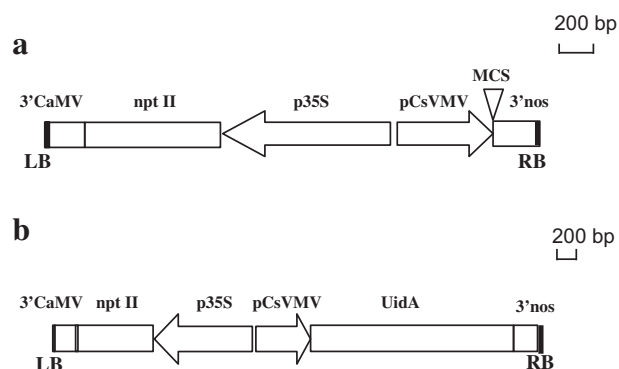 a
200 bp
MCS
3'CaMV npt II p35S pCsVMV 3'nos
LB RB
b
200 bp
3'CaMV npt II p35S pCsVMV UidA 3'nos
LB RB